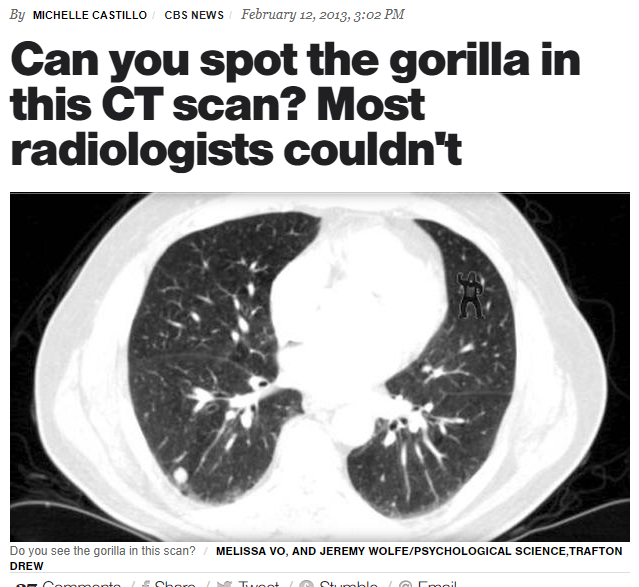 By MICHELLE CASTILLO / CBS NEWS / February 12, 2013, 3:02 PM
Can you spot the gorilla in
this CT scan? Most
radiologists couldn't
Do you see the gorilla in this scan? / MELISSA VO, AND JEREMY WOLFE/PSYCHOLOGICAL SCIENCE,TRAFTON
DREW
37 Comments / Share / Tweet / Stumble / @ Email